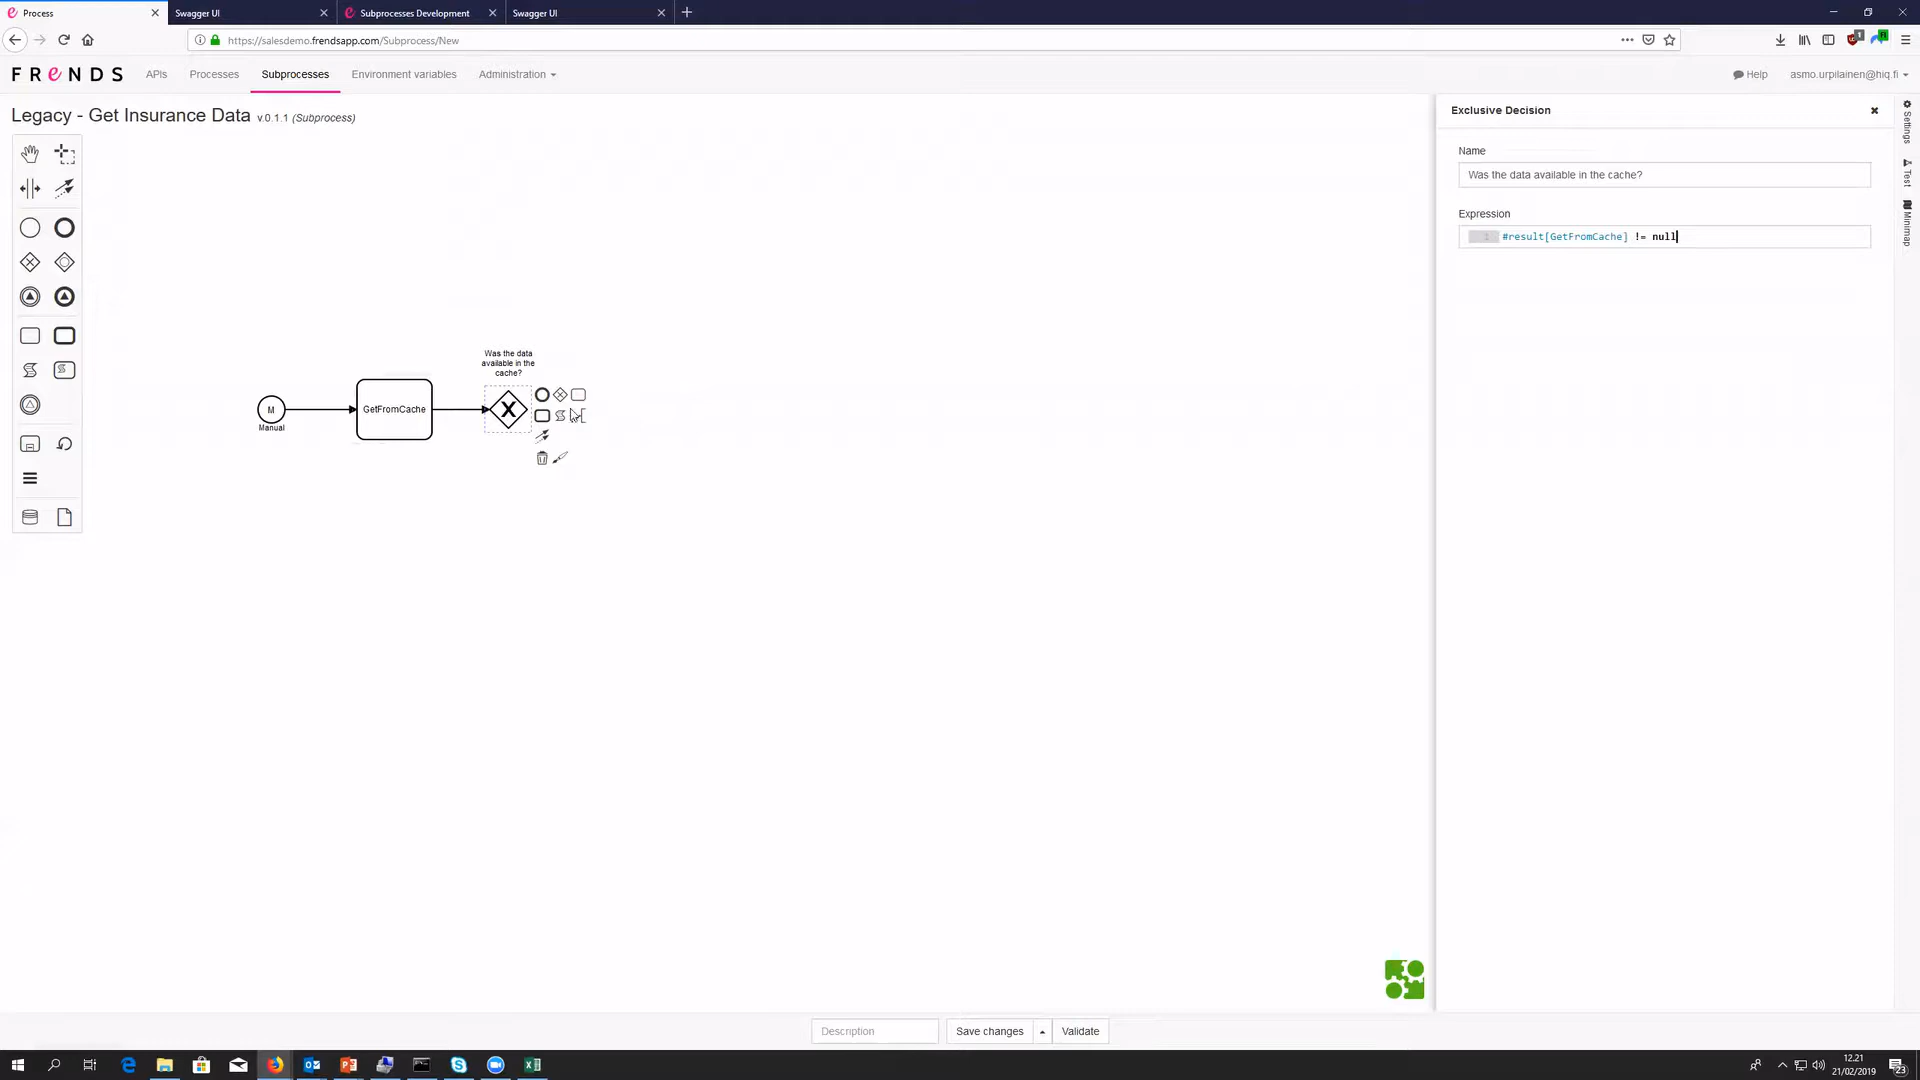 Process
Swagger UI
Subprocesses Development
Swagger UI
https://salesdemo.frendsapp.com/Subprocess/New
FRENDS
APIs
Processes
Subprocesses
Environment variables
Administration
Help
asmo.urpilainen@hiq.fi
Legacy - Get Insurance Data v.0.1.1 (Subprocess)
Exclusive Decision
Name
Was the data available in the cache?
Expression
1 #result[GetFromCache] != null
Settings
Test
Minimap
Was the data
available in the
cache?
M
Manual
GetFromCache
X
Description
Save changes
Validate
12.21
21/02/2019
23